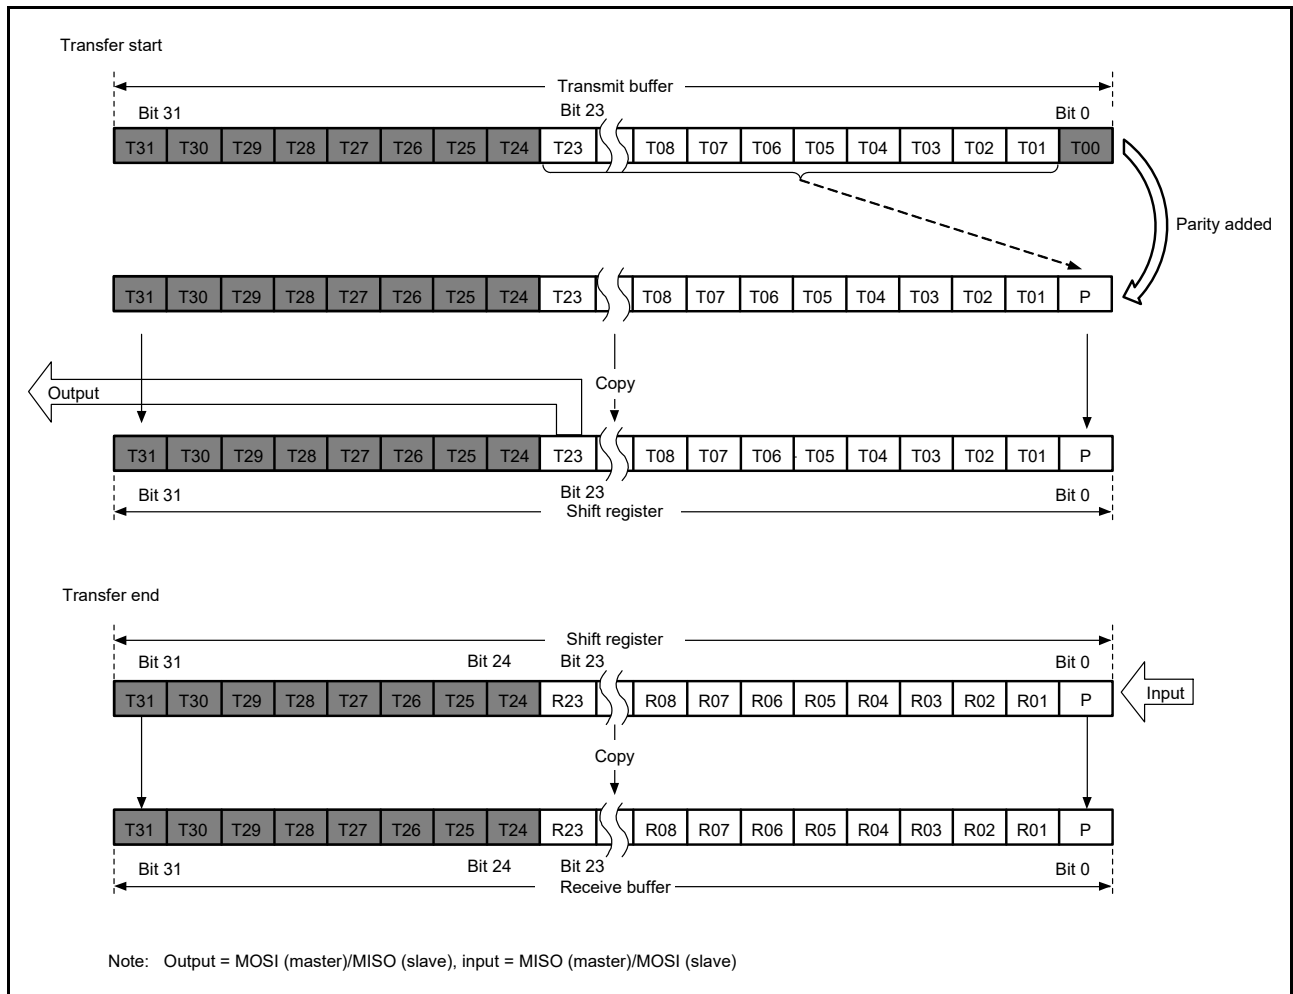 Transfer start
Transmit buffer
Bit 31 Bit 23 Bit 0
T31 T30 T29 T28 T27 T26 T25 T24 T23 T08 T07 T06 T05 T04 T03 T02 T01 T00
Parity added
T31 T30 T29 T28 T27 T26 T25 T24 T23 T08 T07 T06 T05 T04 T03 T02 T01 P
Copy
Output
T31 T30 T29 T28 T27 T26 T25 T24 T23 T08 T07 T06 T05 T04 T03 T02 T01 P
Bit 31 Bit 23 Bit 0
Shift register
Transfer end
Shift register
Bit 31 Bit 24 Bit 23 Bit 0
T31 T30 T29 T28 T27 T26 T25 T24 R23 R08 R07 R06 R05 R04 R03 R02 R01 P
Input
Copy
T31 T30 T29 T28 T27 T26 T25 T24 R23 R08 R07 R06 R05 R04 R03 R02 R01 P
Bit 31 Bit 24 Bit 23 Bit 0
Receive buffer
Note: Output = MOSI (master)/MISO (slave), input = MISO (master)/MOSI (slave)